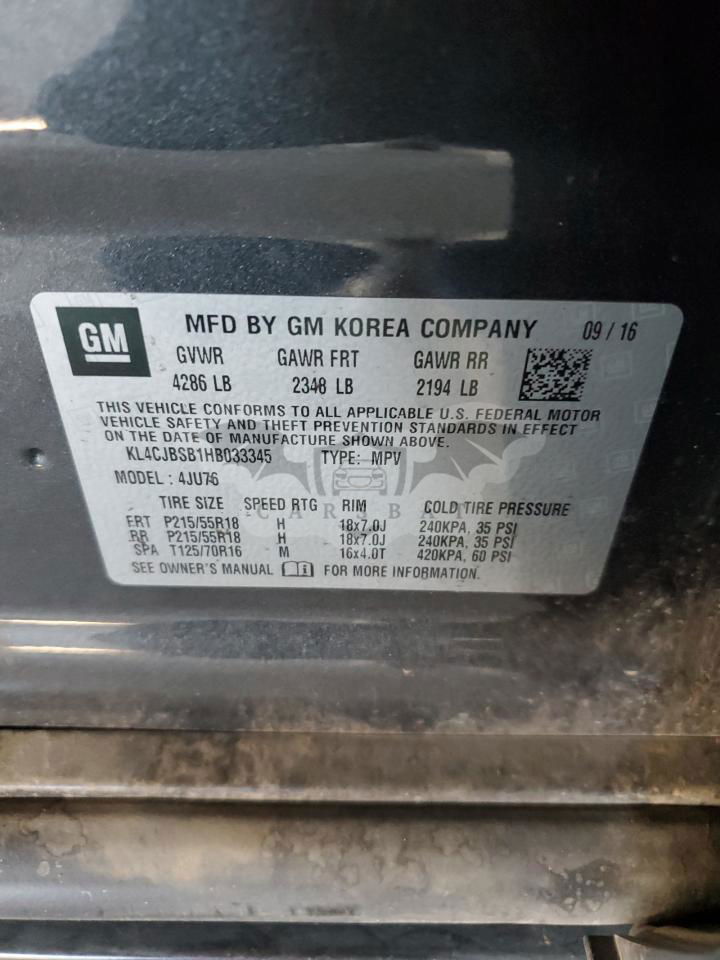 GM
MFD BY GM KOREA COMPANY 09 / 16
GVWR GAWR FRT GAWR RR
4286 LB 2348 LB 2194 LB
THIS VEHICLE CONFORMS TO ALL APPLICABLE U.S. FEDERAL MOTOR
VEHICLE SAFETY AND THEFT PREVENTION STANDARDS IN EFFECT
ON THE DATE OF MANUFACTURE SHOWN ABOVE.
KL4CJBSB1HB033345 TYPE: MPV
MODEL : 4JU76
TIRE SIZE SPEED RTG RIM COLD TIRE PRESSURE
FRT P215/55R18 H 18x7.0J 240KPA, 35 PSI
RR P215/55R18 H 18x7.0J 240KPA, 35 PSI
SPA T125/70R16 M 16x4.0T 420KPA, 60 PSI
SEE OWNER'S MANUAL FOR MORE INFORMATION.